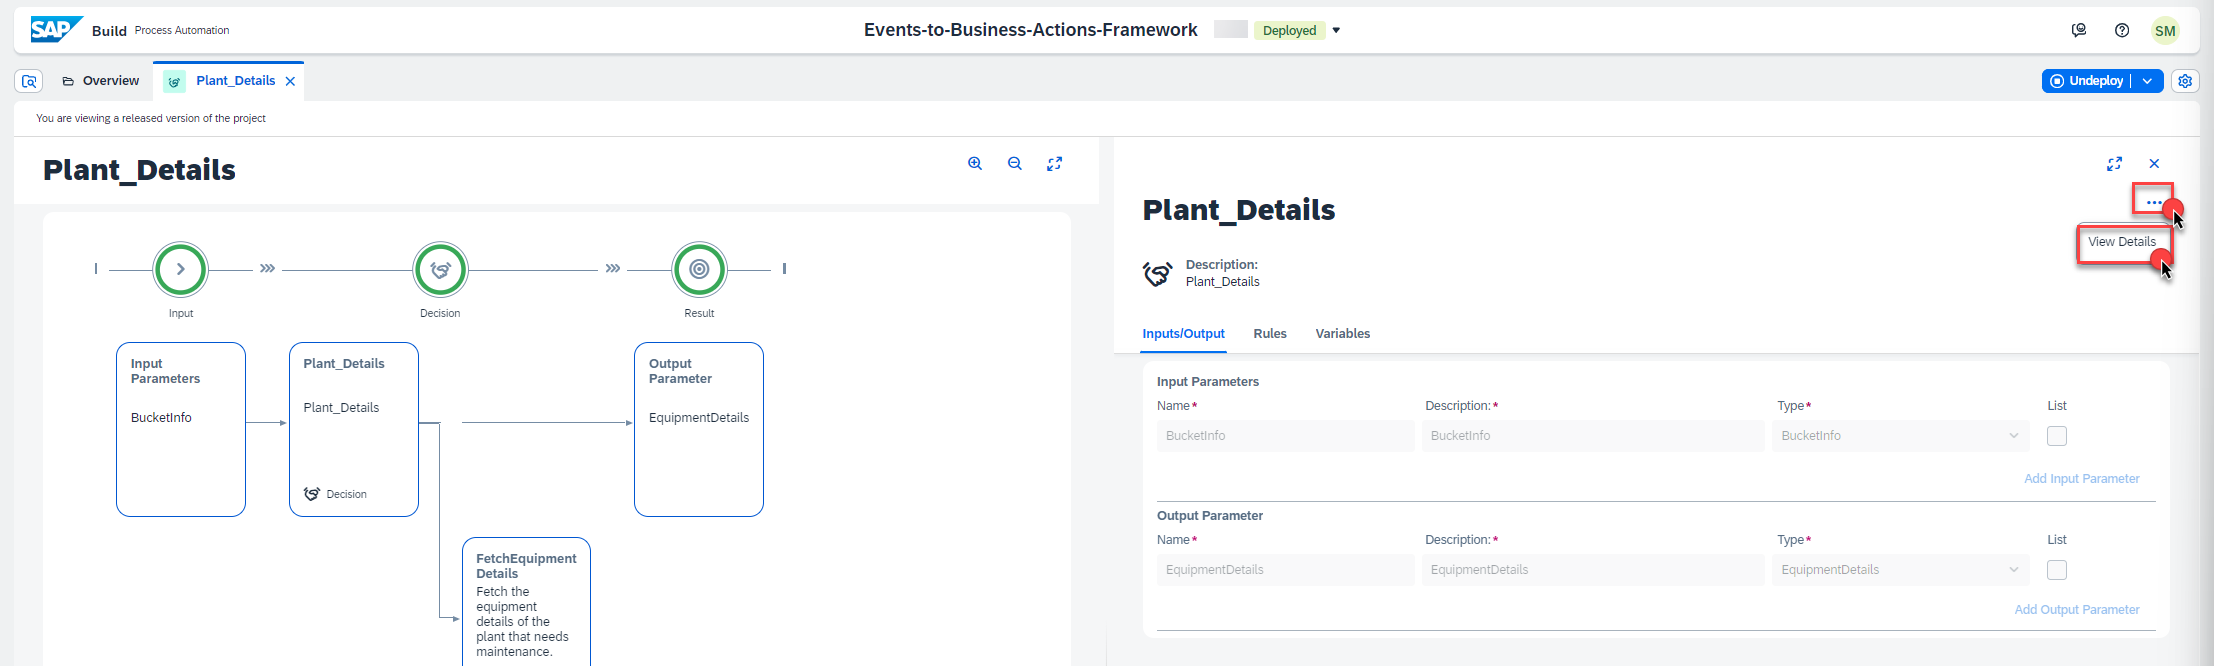 SAP Build Process Automation
Events-to-Business-Actions-Framework Deployed
SM
Overview
Plant_Details
Undeploy
You are viewing a released version of the project
Plant_Details
Input
Decision
Result
Input
Parameters
BucketInfo
Plant_Details
Plant_Details
Decision
Output
Parameter
EquipmentDetails
FetchEquipment
Details
Fetch the
equipment
details of the
plant that needs
maintenance.
Plant_Details
...
View Details
Description:
Plant_Details
Inputs/Output Rules Variables
Input Parameters
Name* Description:* Type* List
BucketInfo BucketInfo BucketInfo
Add Input Parameter
Output Parameter
Name* Description:* Type* List
EquipmentDetails EquipmentDetails EquipmentDetails
Add Output Parameter